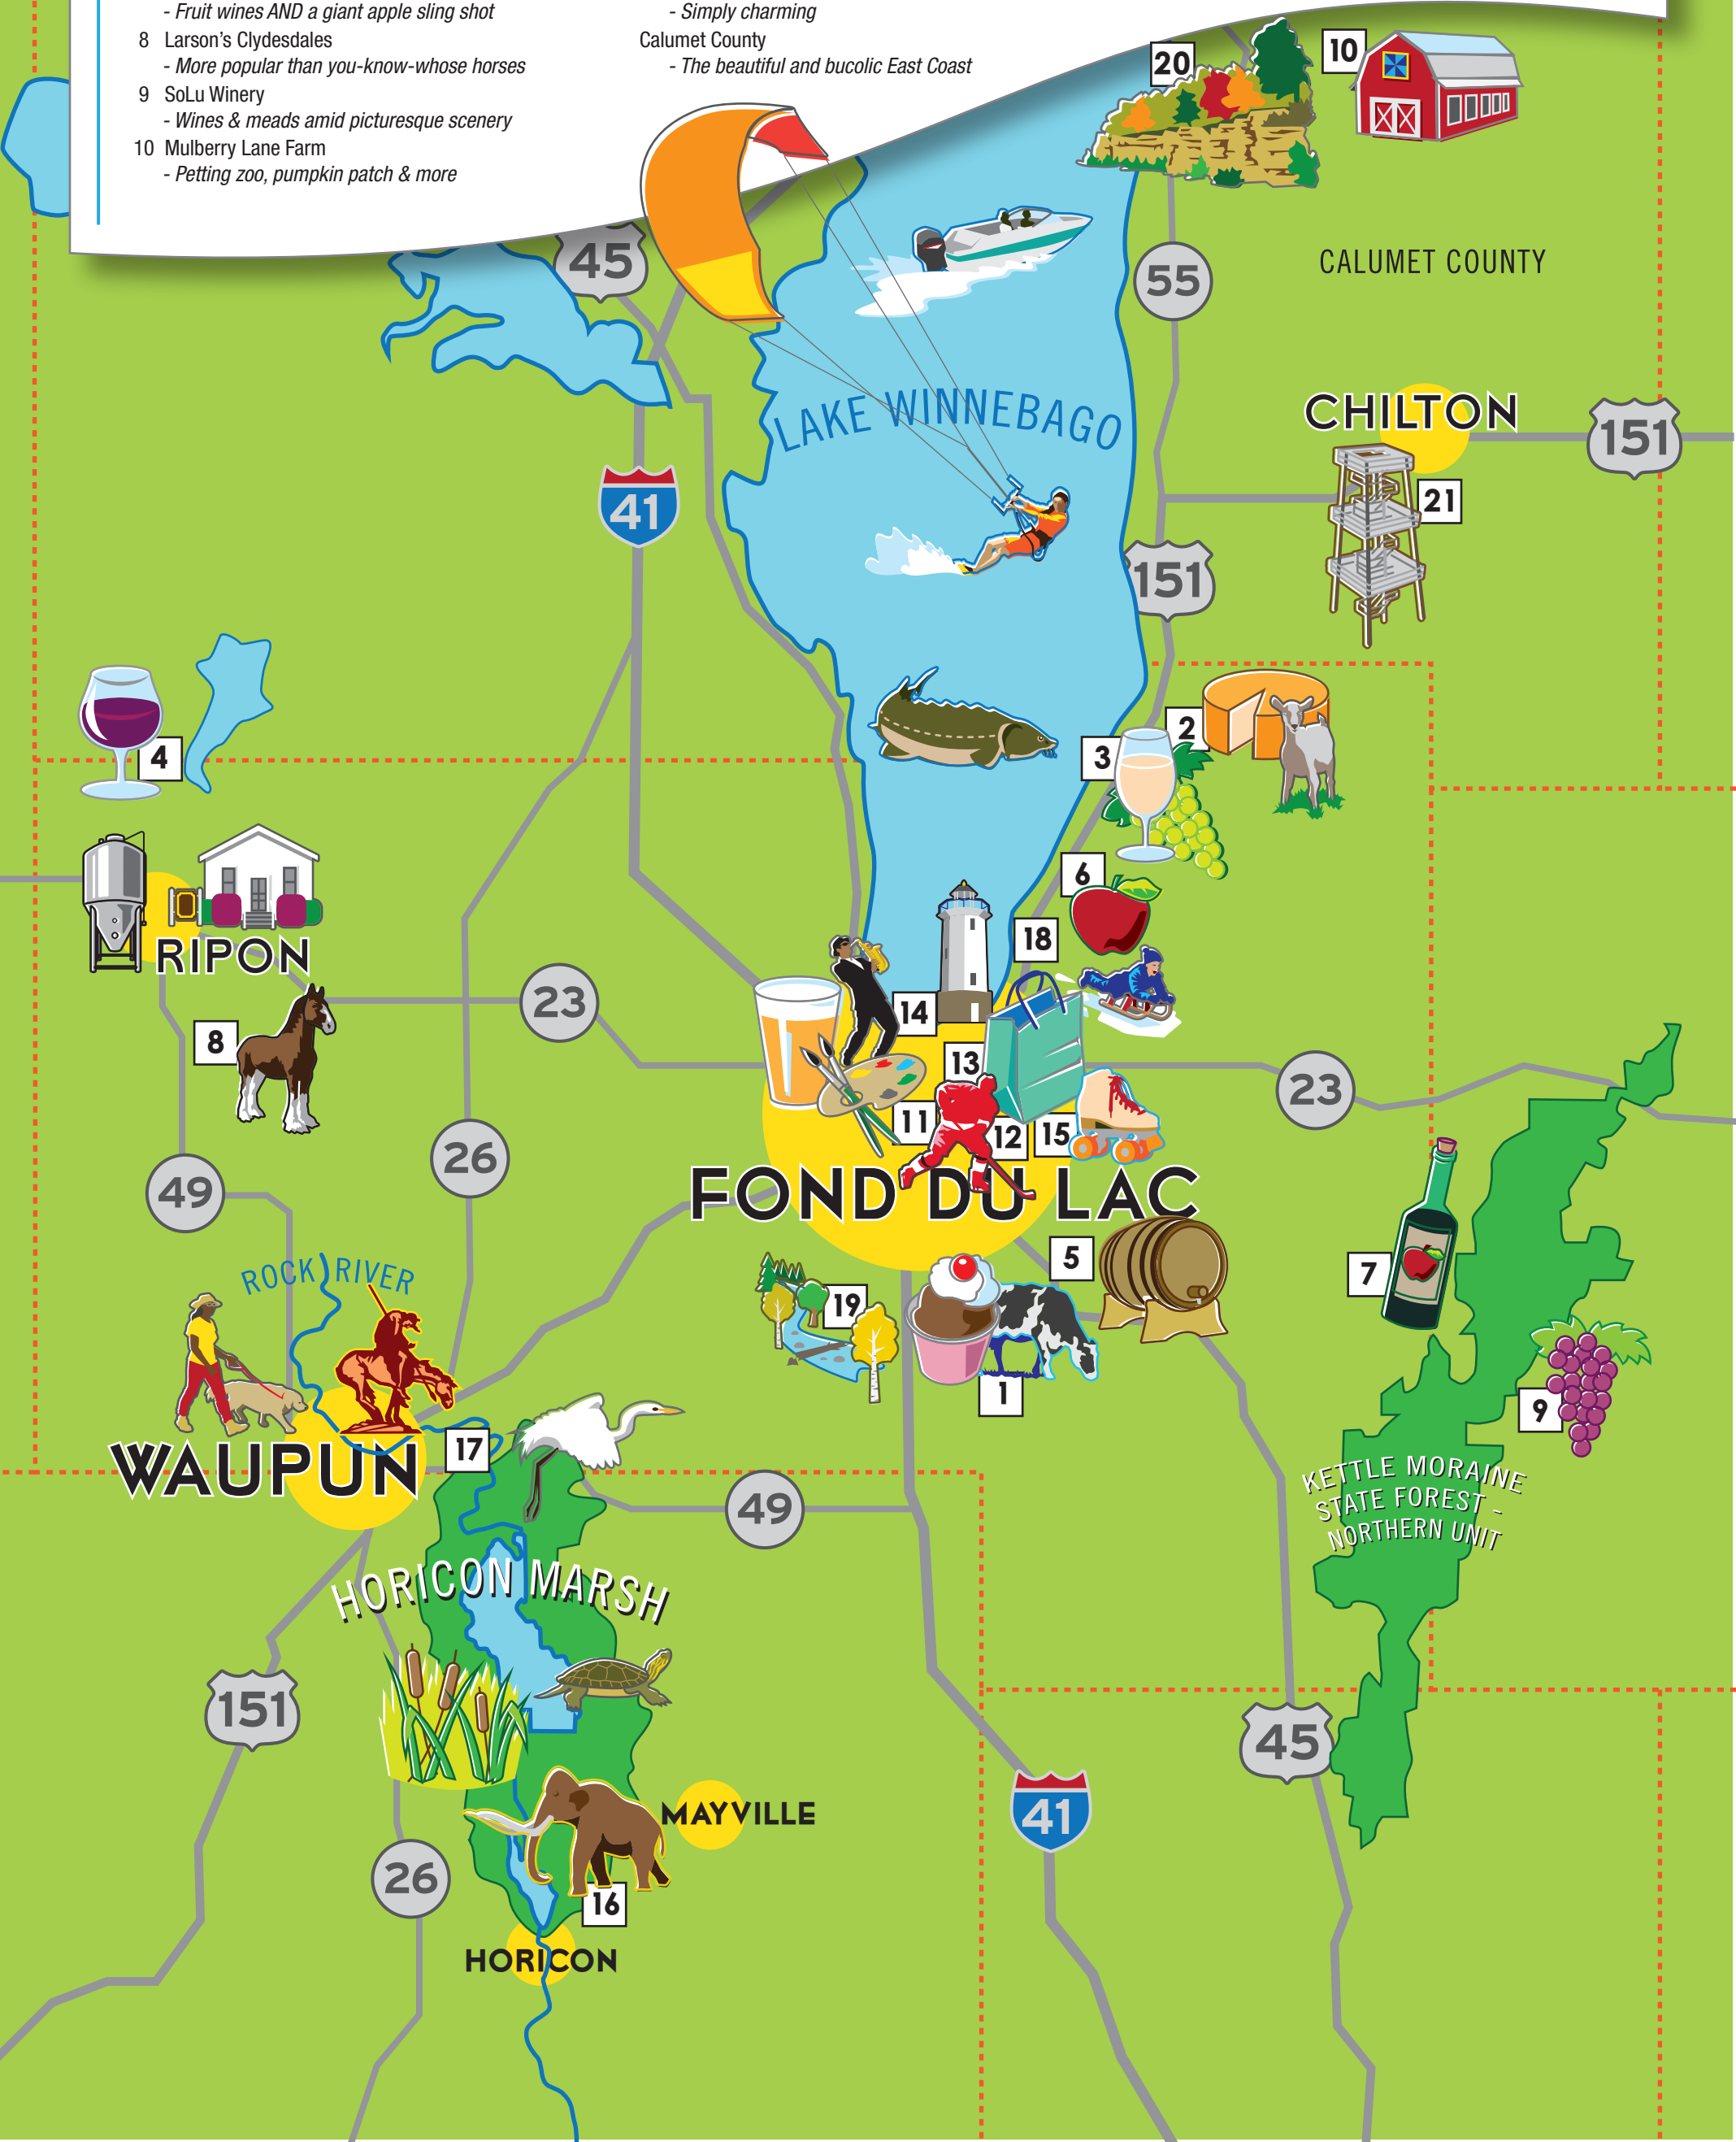 - Fruit wines AND a giant apple sling shot
8 Larson's Clydesdales
- More popular than you-know-whose horses
9 SoLu Winery
- Wines & meads amid picturesque scenery
10 Mulberry Lane Farm
- Petting zoo, pumpkin patch & more
- Simply charming
Calumet County
- The beautiful and bucolic East Coast
20
10
45
55
CALUMET COUNTY
LAKE WINNEBAGO
CHILTON
151
41
21
151
2
3
4
6
RIPON
18
23
14
8
13
23
11
12
15
26
49
FOND DU LAC
5
7
ROCK RIVER
19
1
9
WAUPUN
17
49
KETTLE MORAINE
STATE FOREST -
NORTHERN UNIT
HORICON MARSH
151
45
41
MAYVILLE
26
16
HORICON